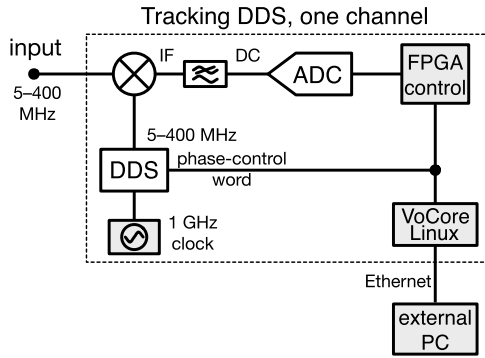 Tracking DDS, one channel
input
5–400
MHz
IF
DC
ADC
FPGA
control
5–400 MHz
DDS
phase-control
word
1 GHz
clock
VoCore
Linux
Ethernet
external
PC